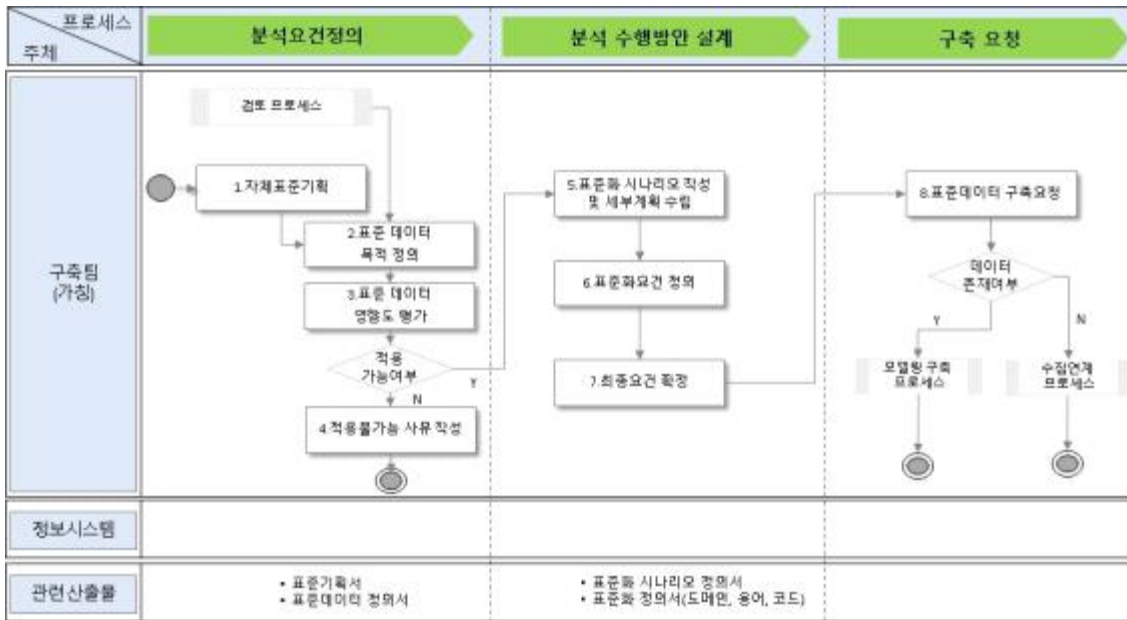 프로세스
주체
분석요건정의
분석 수행방안 설계
구축 요청
구축팀
(가칭)
검토 프로세스
1.자체표준기획
2.표준 데이터
목적 정의
3.표준 데이터
영향도 평가
적용
가능여부
Y
N
4.적용불가능 사유 작성
5.표준화 시나리오 작성
및 세부계획 수립
6.표준화요건 정의
7.최종요건 확정
8.표준데이터 구축요청
데이터
존재여부
Y
N
모델링 구축
프로세스
수집연계
프로세스
정보시스템
관련산출물
• 표준기획서
• 표준데이터 정의서
• 표준화 시나리오 정의서
• 표준화 정의서(도메인, 용어, 코드)